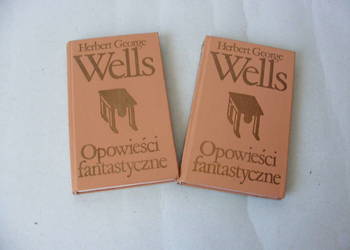 Herbert George
Wells
Opowieści
fantastyczne
Herbert George
Wells
Opowieści
fantastyczne